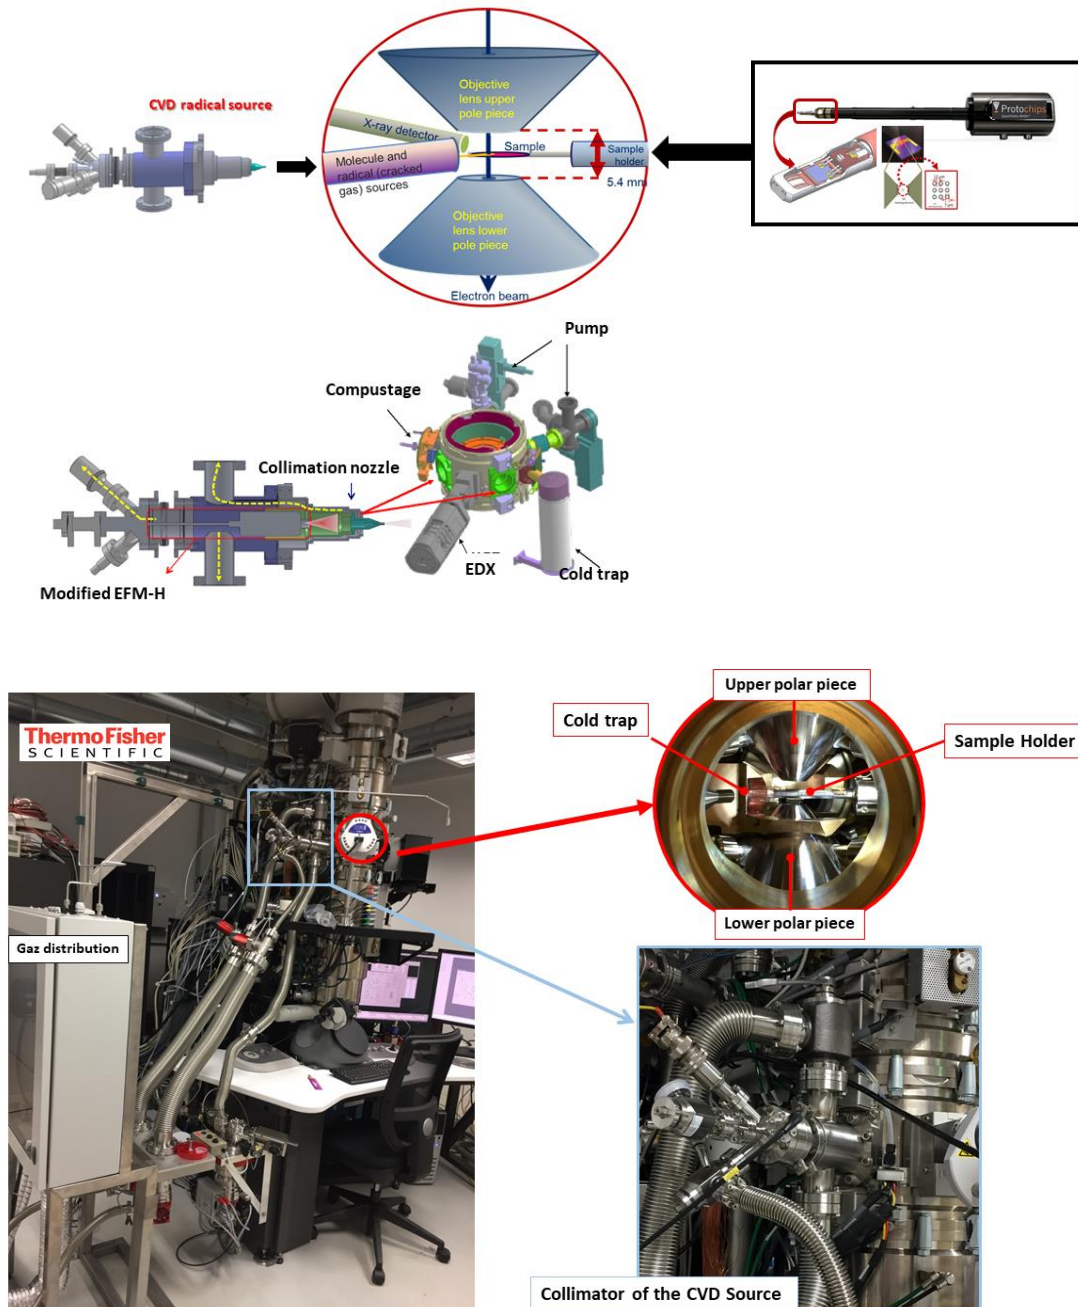 CVD radical source
Objective
lens upper
pole piece
X-ray detector
Sample
Molecule and
radical (cracked
gas) sources
Sample
holder
5.4 mm
Objective
lens lower
pole piece
Electron beam
Protochips
Pump
Compustage
Collimation nozzle
EDX
Cold trap
Modified EFM-H
ThermoFisher
SCIENTIFIC
Upper polar piece
Cold trap
Sample Holder
Lower polar piece
Gaz distribution
Collimator of the CVD Source